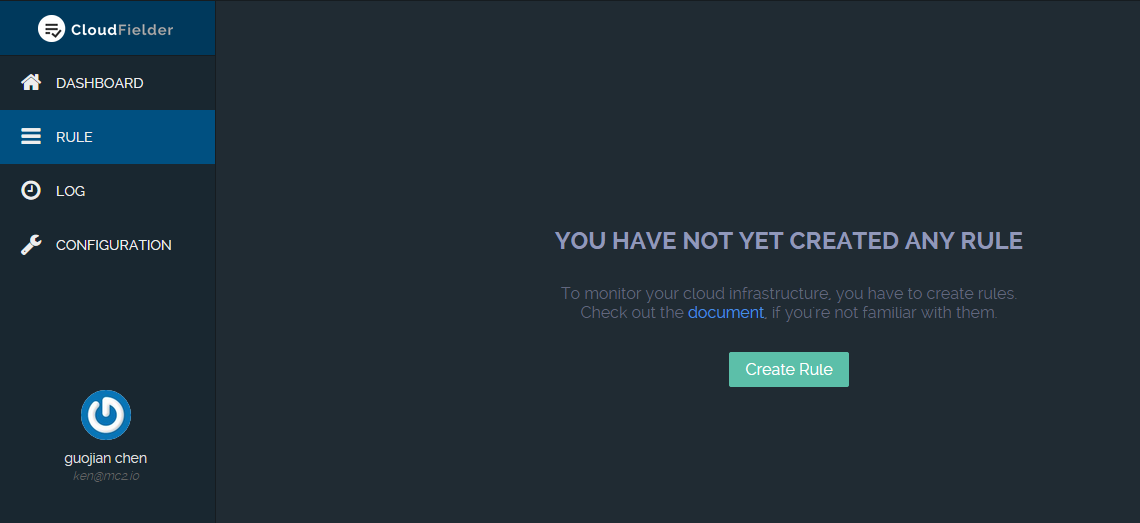 CloudFielder
DASHBOARD
RULE
LOG
CONFIGURATION
guojian chen
ken@mc2.io
YOU HAVE NOT YET CREATED ANY RULE
To monitor your cloud infrastructure, you have to create rules.
Check out the document, if you're not familiar with them.
Create Rule